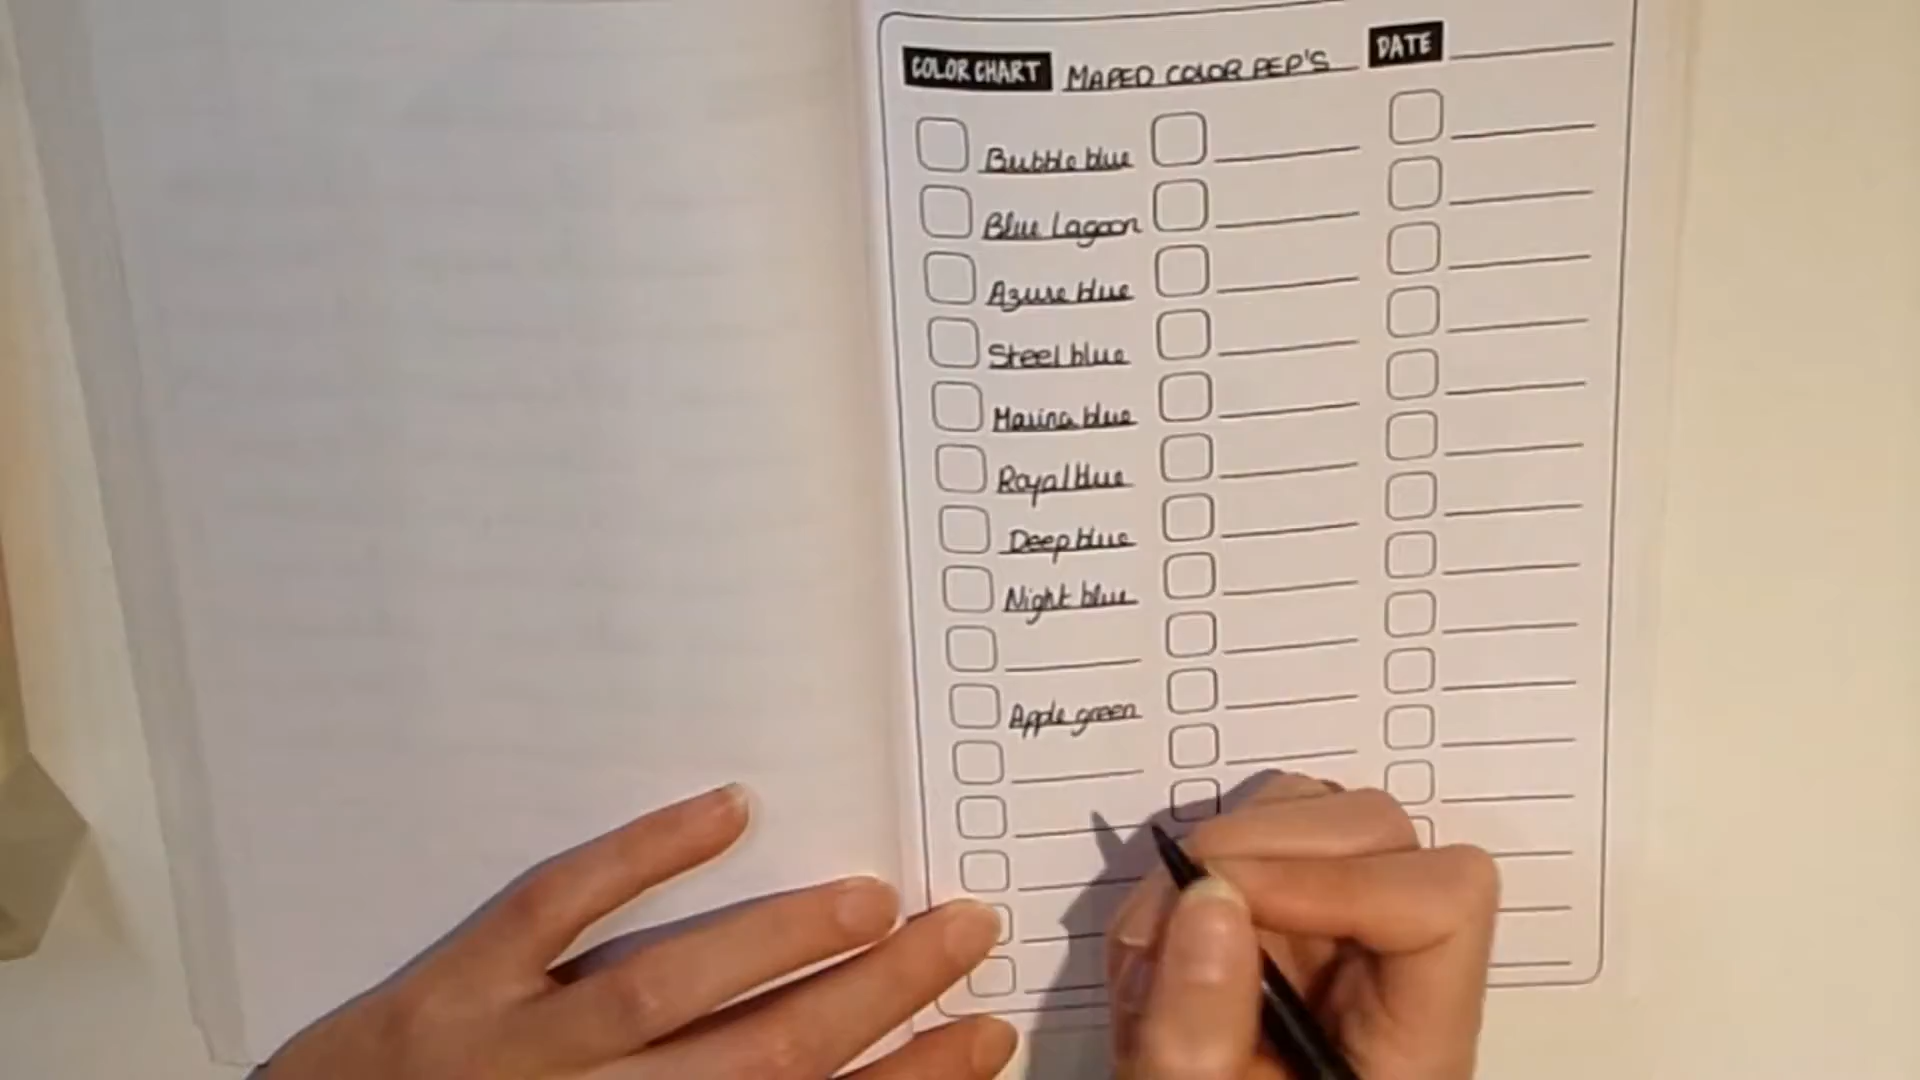 COLOR CHART MAPED COLOR PEP'S DATE
Bubble blue
Blue Lagoon
Azure blue
Steel blue
Marina blue
Royal blue
Deep blue
Night blue
Apple green